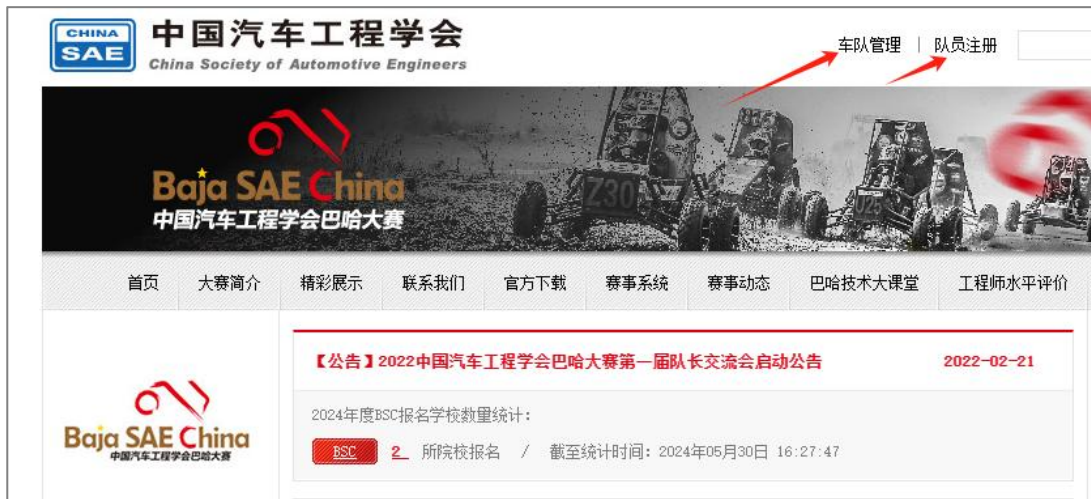 CHINA
SAE
中国汽车工程学会
China Society of Automotive Engineers
车队管理 | 队员注册
Baja SAE China
中国汽车工程学会巴哈大赛
Z30
U25
首页 大赛简介 精彩展示 联系我们 官方下载 赛事系统 赛事动态 巴哈技术大课堂 工程师水平评价
【公告】2022中国汽车工程学会巴哈大赛第一届队长交流会启动公告 2022-02-21
Baja SAE China
中国汽车工程学会巴哈大赛
2024年度BSC报名学校数量统计：
BSC 2 所院校报名 / 截至统计时间：2024年05月30日 16:27:47